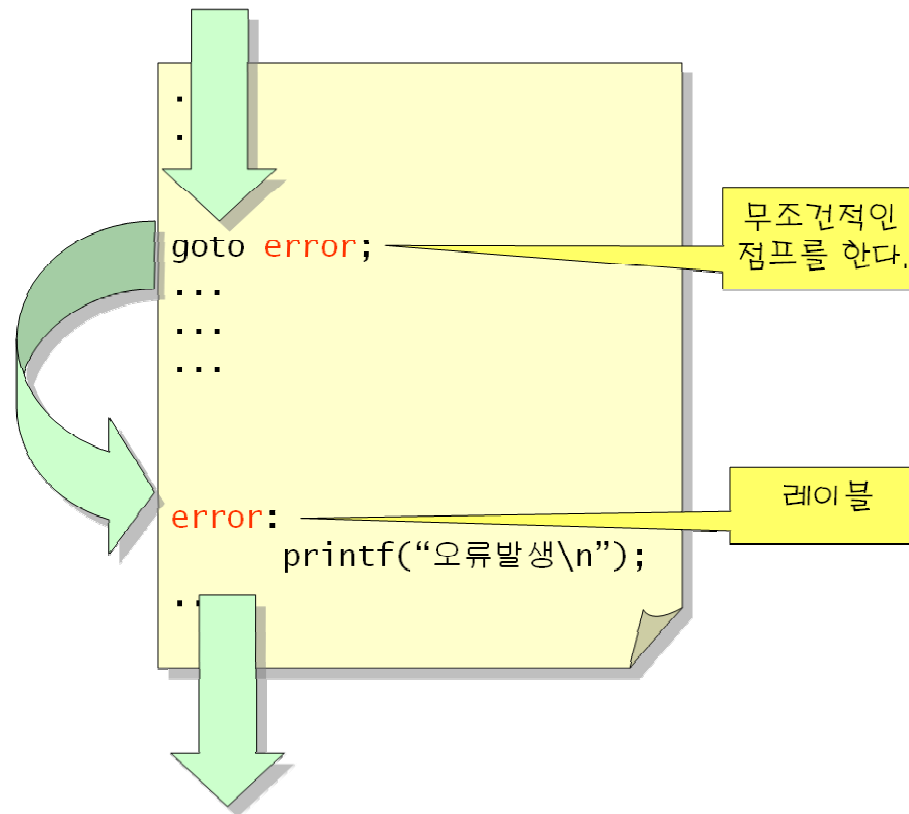 .
.
goto error;
...
...
...
error:
printf(“오류발생\n”);
..
무조건적인
점프를 한다.
레이블